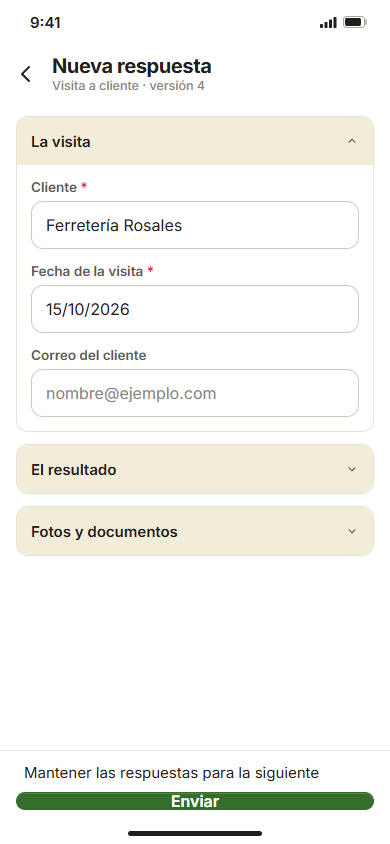 9:41
Nueva respuesta
Visita a cliente · versión 4
La visita
Cliente *
Ferretería Rosales
Fecha de la visita *
15/10/2026
Correo del cliente
nombre@ejemplo.com
El resultado
Fotos y documentos
Mantener las respuestas para la siguiente
Enviar